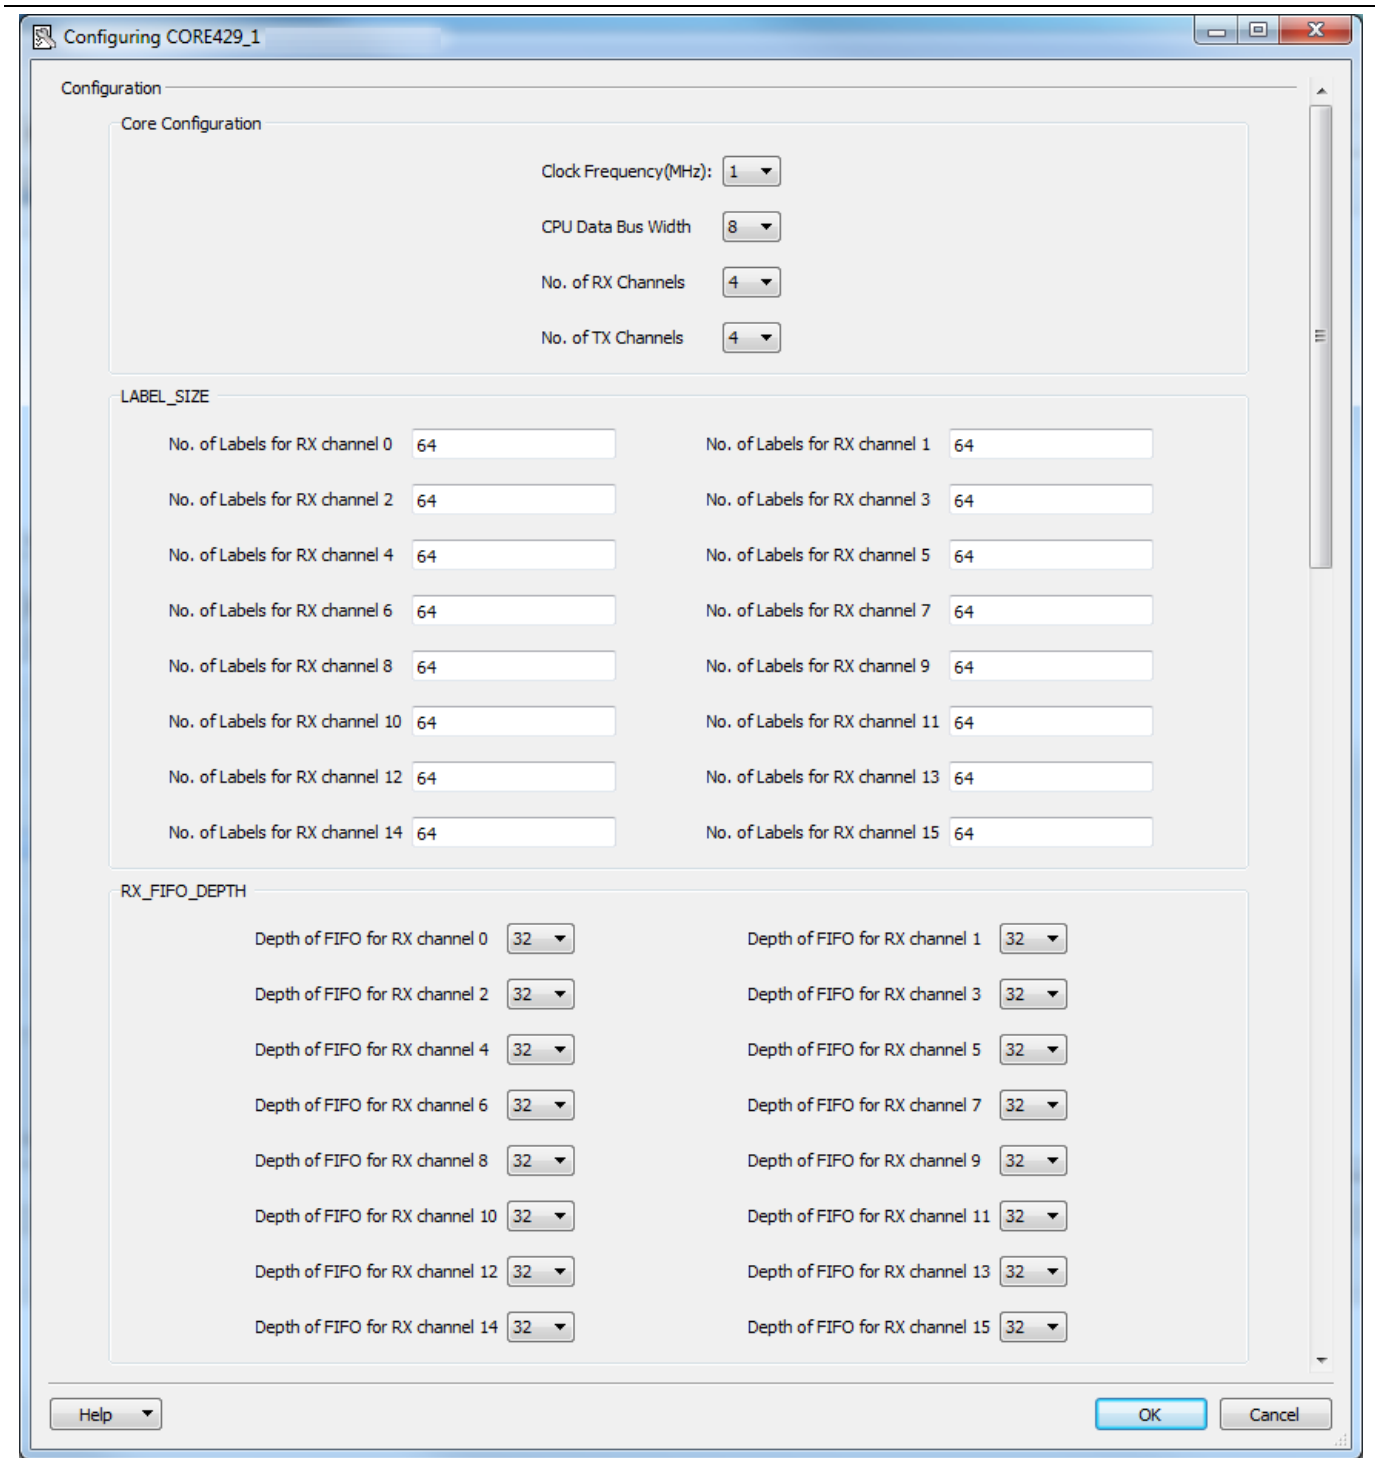 Configuring CORE429_1
Configuration
Core Configuration
Clock Frequency(MHz): 1
CPU Data Bus Width 8
No. of RX Channels 4
No. of TX Channels 4
LABEL_SIZE
No. of Labels for RX channel 0 64 No. of Labels for RX channel 1 64
No. of Labels for RX channel 2 64 No. of Labels for RX channel 3 64
No. of Labels for RX channel 4 64 No. of Labels for RX channel 5 64
No. of Labels for RX channel 6 64 No. of Labels for RX channel 7 64
No. of Labels for RX channel 8 64 No. of Labels for RX channel 9 64
No. of Labels for RX channel 10 64 No. of Labels for RX channel 11 64
No. of Labels for RX channel 12 64 No. of Labels for RX channel 13 64
No. of Labels for RX channel 14 64 No. of Labels for RX channel 15 64
RX_FIFO_DEPTH
Depth of FIFO for RX channel 0 32 Depth of FIFO for RX channel 1 32
Depth of FIFO for RX channel 2 32 Depth of FIFO for RX channel 3 32
Depth of FIFO for RX channel 4 32 Depth of FIFO for RX channel 5 32
Depth of FIFO for RX channel 6 32 Depth of FIFO for RX channel 7 32
Depth of FIFO for RX channel 8 32 Depth of FIFO for RX channel 9 32
Depth of FIFO for RX channel 10 32 Depth of FIFO for RX channel 11 32
Depth of FIFO for RX channel 12 32 Depth of FIFO for RX channel 13 32
Depth of FIFO for RX channel 14 32 Depth of FIFO for RX channel 15 32
Help OK Cancel